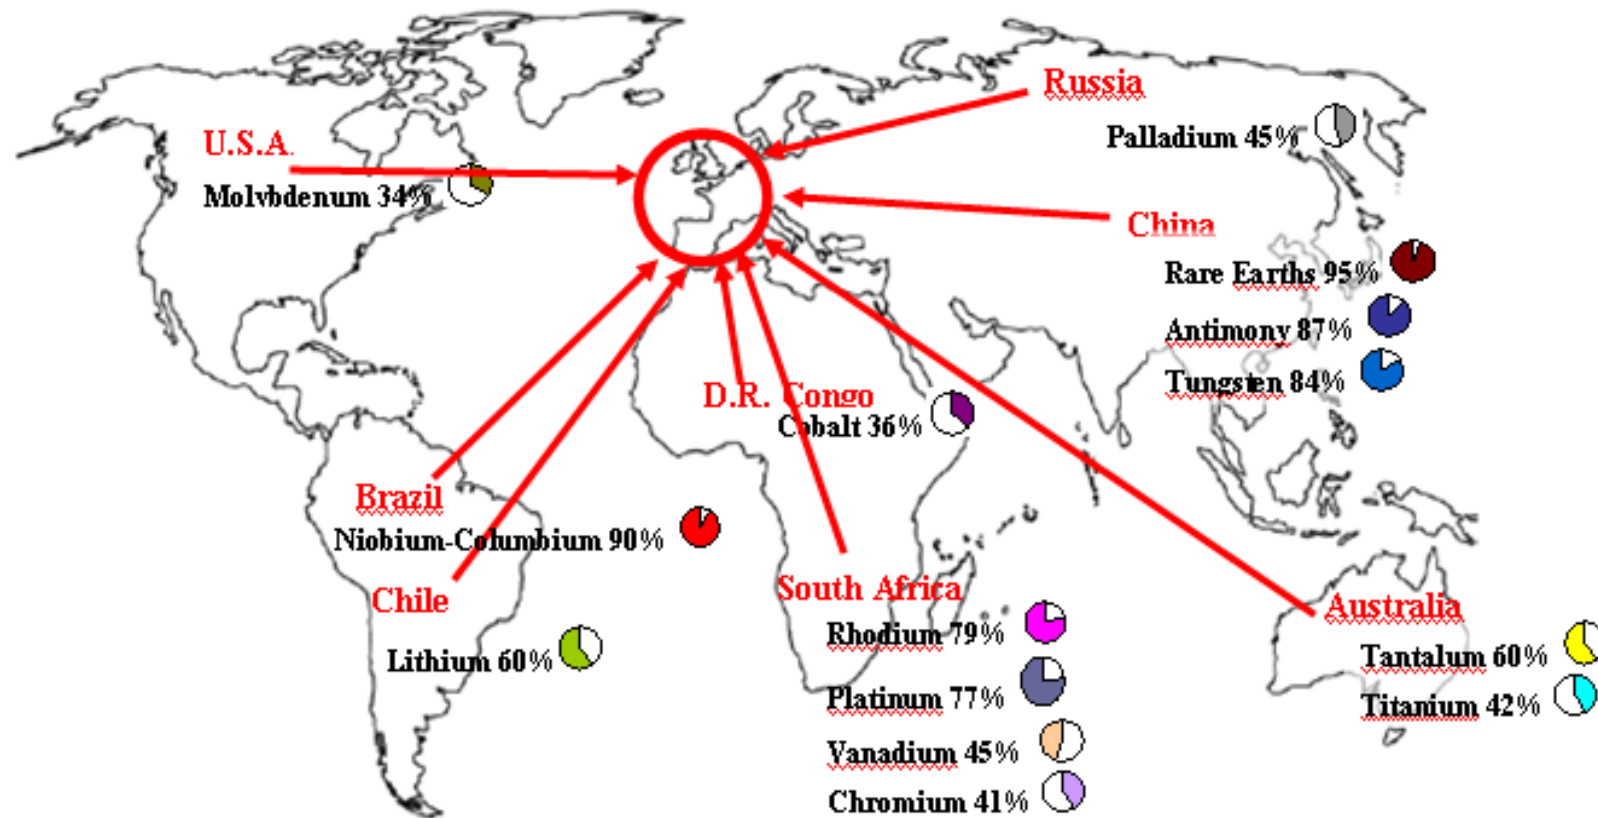 Russia
Palladium 45%
U.S.A.
Molybdenum 34%
China
Rare Earths 95%
Antimony 87%
Tungsten 84%
D.R. Congo
Cobalt 36%
Brazil
Niobium-Columbium 90%
Chile
Lithium 60%
South Africa
Rhodium 79%
Platinum 77%
Vanadium 45%
Chromium 41%
Australia
Tantalum 60%
Titanium 42%